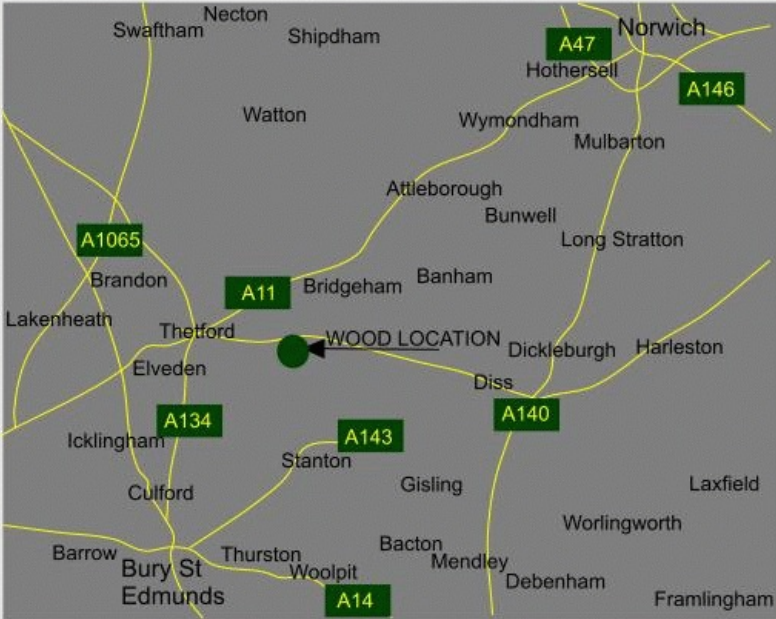 Necton
Swaftham
Shipdham
Norwich
A47
Hothersell
A146
Watton
Wymondham
Mulbarton
Attleborough
Bunwell
A1065
Long Stratton
Brandon
A11
Bridgeham
Banham
Lakenheath
Thetford
WOOD LOCATION
Dickleburgh
Harleston
Elveden
Diss
A134
A140
Icklingham
A143
Stanton
Culford
Gisling
Laxfield
Worlingworth
Barrow
Thurston
Bacton
Mendley
Bury St
Edmunds
Woolpit
Debenham
A14
Framlingham